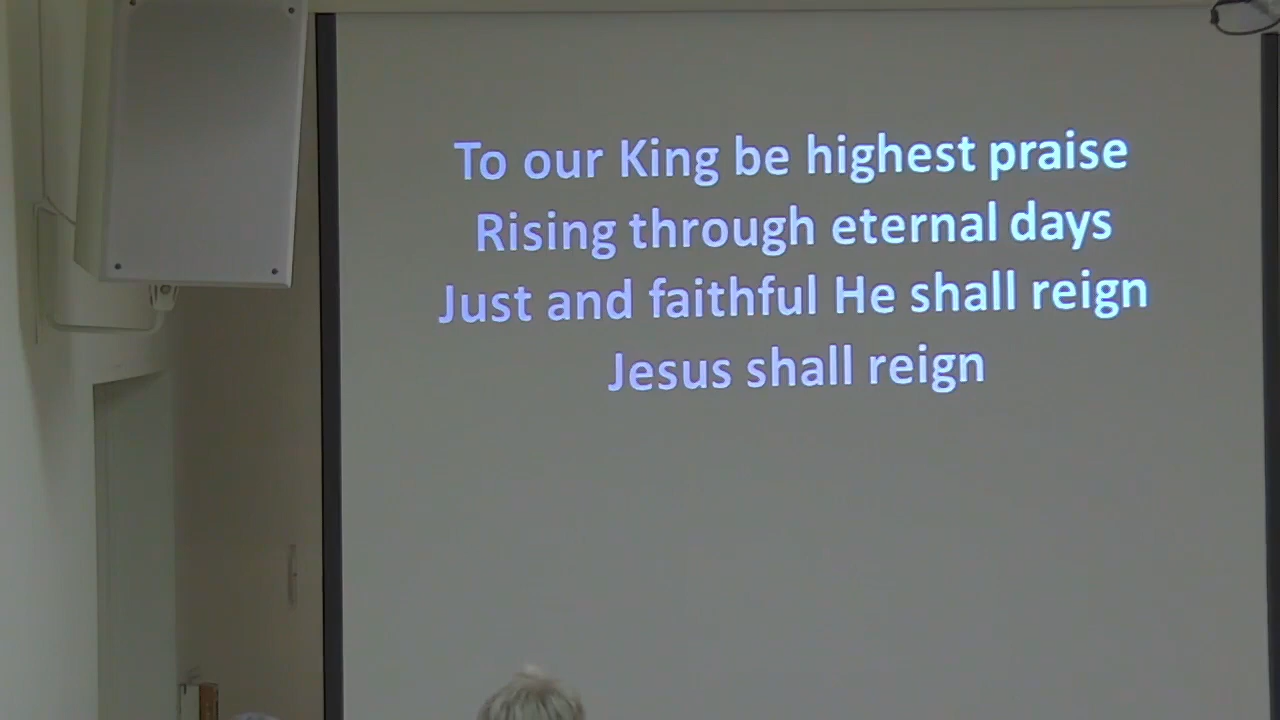 To our King be highest praise
Rising through eternal days
Just and faithful He shall reign
Jesus shall reign